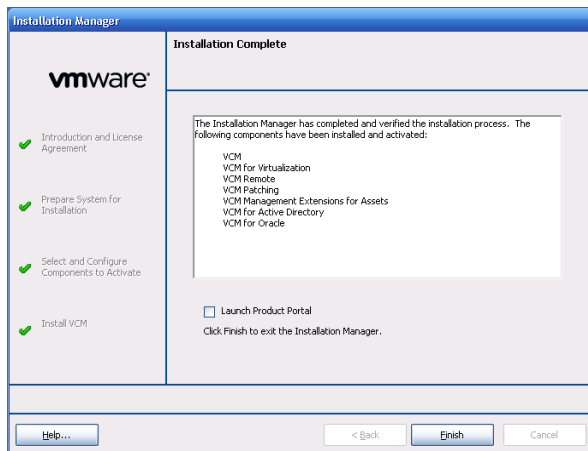 Installation Manager
Installation Complete
vmware
Introduction and License
Agreement
Prepare System for
Installation
Select and Configure
Components to Activate
Install VCM
The Installation Manager has completed and verified the installation process. The
following components have been installed and activated:
VCM
VCM for Virtualization
VCM Remote
VCM Patching
VCM Management Extensions for Assets
VCM for Active Directory
VCM for Oracle
Launch Product Portal
Click Finish to exit the Installation Manager.
Help...
< Back
Finish
Cancel